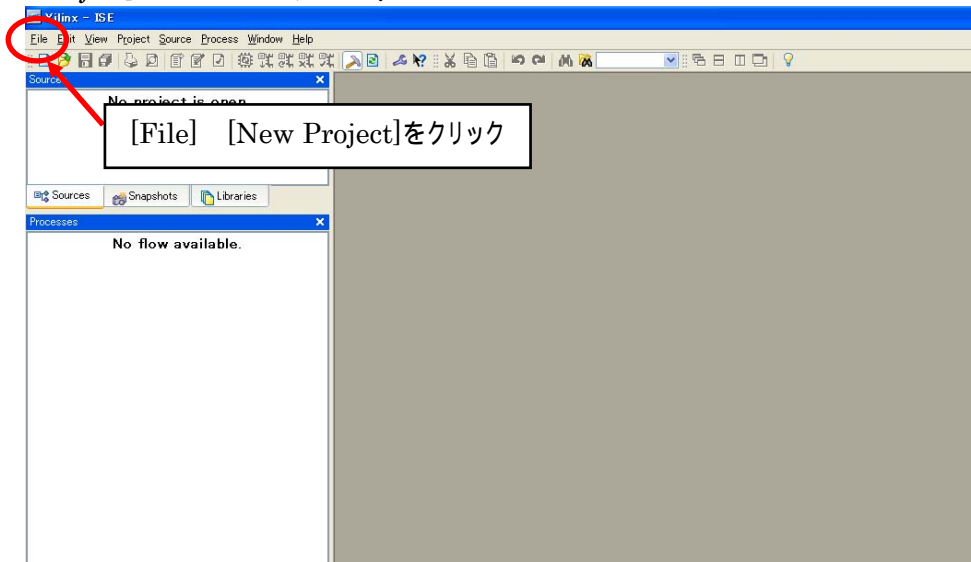 Xilinx - ISE
File Edit View Project Source Process Window Help
Sources
No project is open
[File] [New Project]をクリック
Sources Snapshots Libraries
Processes
No flow available.